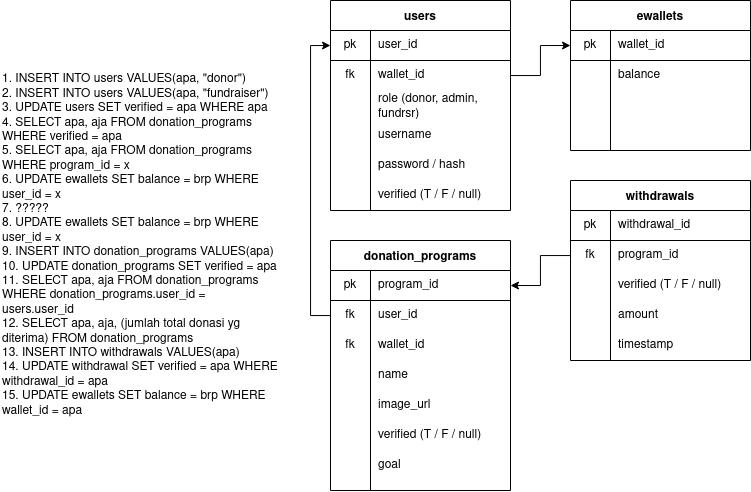 1. INSERT INTO users VALUES(apa, "donor")
2. INSERT INTO users VALUES(apa, "fundraiser")
3. UPDATE users SET verified = apa WHERE apa
4. SELECT apa, aja FROM donation_programs
WHERE verified = apa
5. SELECT apa, aja FROM donation_programs
WHERE program_id = x
6. UPDATE ewallets SET balance = brp WHERE
user_id = x
7. ?????
8. UPDATE ewallets SET balance = brp WHERE
user_id = x
9. INSERT INTO donation_programs VALUES(apa)
10. UPDATE donation_programs SET verified = apa
11. SELECT apa, aja FROM donation_programs
WHERE donation_programs.user_id =
users.user_id
12. SELECT apa, aja, (jumlah total donasi yg
diterima) FROM donation_programs
13. INSERT INTO withdrawals VALUES(apa)
14. UPDATE withdrawal SET verified = apa WHERE
withdrawal_id = apa
15. UPDATE ewallets SET balance = brp WHERE
wallet_id = apa
users
pk user_id
fk wallet_id
role (donor, admin,
fundrsr)
username
password / hash
verified (T / F / null)
ewallets
pk wallet_id
balance
donation_programs
pk program_id
fk user_id
fk wallet_id
name
image_url
verified (T / F / null)
goal
withdrawals
pk withdrawal_id
fk program_id
verified (T / F / null)
amount
timestamp